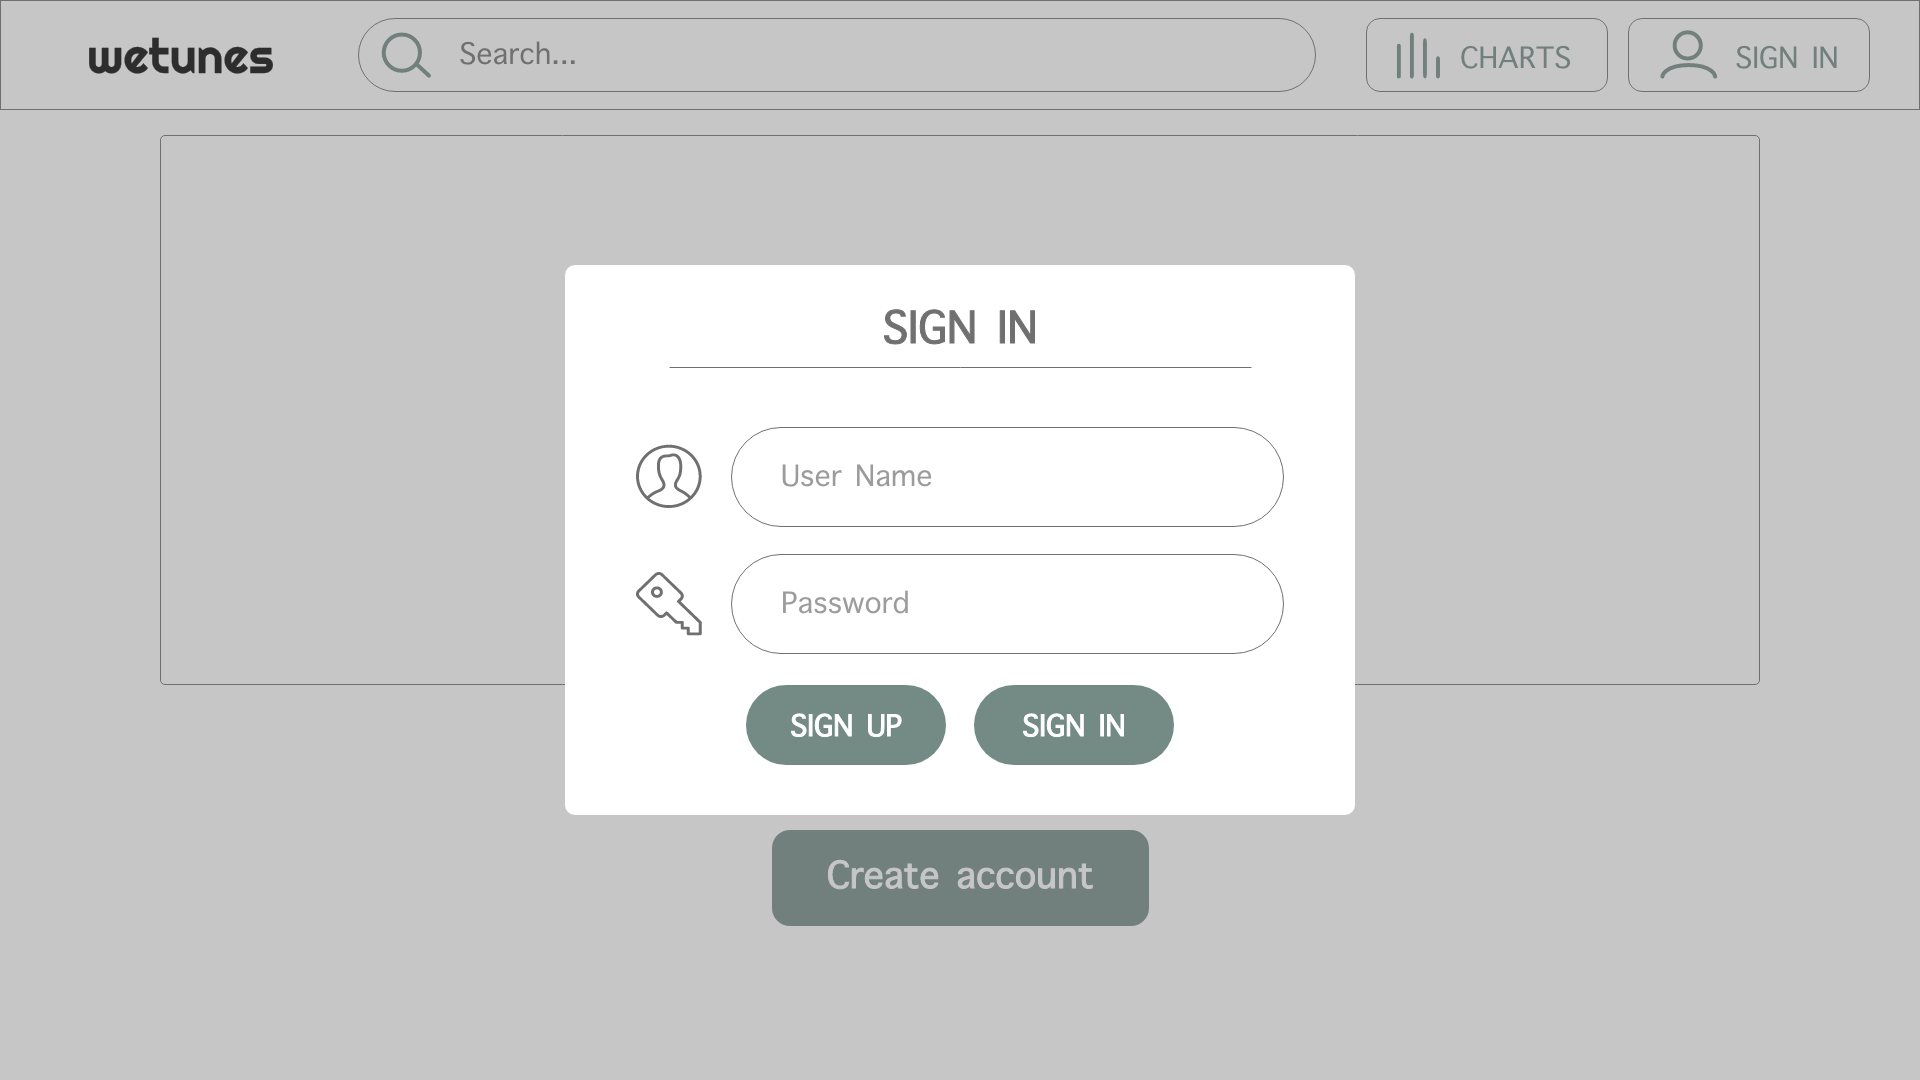 wetunes
Search...
CHARTS
SIGN IN
SIGN IN
User Name
Password
SIGN UP
SIGN IN
Create account